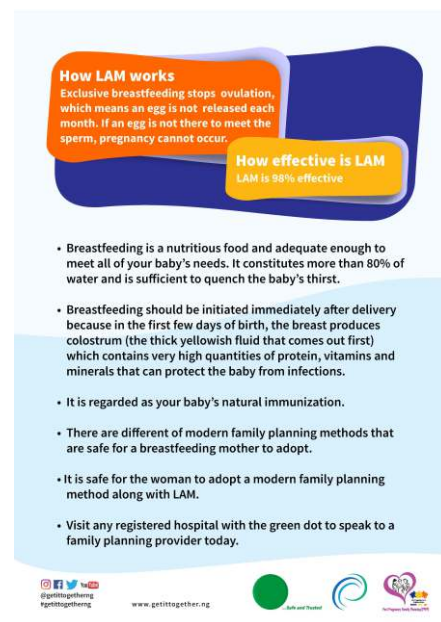 How LAM works
Exclusive breastfeeding stops ovulation,
which means an egg is not released each
month. If an egg is not there to meet the
sperm, pregnancy cannot occur.
How effective is LAM
LAM is 98% effective
• Breastfeeding is a nutritious food and adequate enough to
meet all of your baby's needs. It constitutes more than 80% of
water and is sufficient to quench the baby's thirst.
• Breastfeeding should be initiated immediately after delivery
because in the first few days of birth, the breast produces
colostrum (the thick yellowish fluid that comes out first)
which contains very high quantities of protein, vitamins and
minerals that can protect the baby from infections.
• It is regarded as your baby's natural immunization.
• There are different of modern family planning methods that
are safe for a breastfeeding mother to adopt.
• It is safe for the woman to adopt a modern family planning
method along with LAM.
• Visit any registered hospital with the green dot to speak to a
family planning provider today.
@getittogetherng
#getittogetherng
www.getittogether.ng
...Safe and Trusted